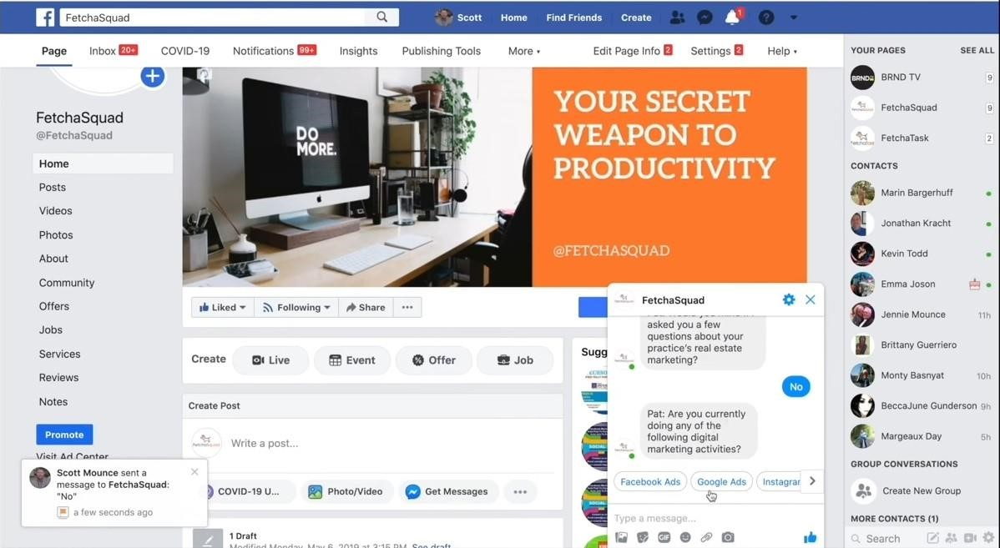 FetchaSquad
Scott
Home
Find Friends
Create
1
Page
Inbox 20+
COVID-19
Notifications 99+
Insights
Publishing Tools
More
Edit Page Info 2
Settings 2
Help
FetchaSquad
@FetchaSquad
Home
Posts
Videos
Photos
About
Community
Offers
Jobs
Services
Reviews
Notes
Promote
Visit Ad Center
Scott Mounce sent a
message to FetchaSquad:
"No"
a few seconds ago
DO
MORE.
YOUR SECRET
WEAPON TO
PRODUCTIVITY
@FETCHASQUAD
Liked
Following
Share
Create
Live
Event
Offer
Job
Create Post
Write a post...
COVID-19 U...
Photo/Video
Get Messages
1 Draft
Modified Monday, May 6, 2019 at 3:15 PM. See draft
Sugg
FetchaSquad
asked you a few
questions about your
practice's real estate
marketing?
No
Pat: Are you currently
doing any of the
following digital
marketing activities?
Facebook Ads
Google Ads
Instagran
Type a message...
GIF
YOUR PAGES
SEE ALL
BRND TV 9
FetchaSquad 9
FetchaTask 2
CONTACTS
Marin Bargerhuff
Jonathan Kracht
Kevin Todd
Emma Joson
Jennie Mounce 11h
Brittany Guerriero
Monty Basnyat 10h
BeccaJune Gunderson 9h
Margeaux Day 5h
GROUP CONVERSATIONS
Create New Group
MORE CONTACTS (1)
Search